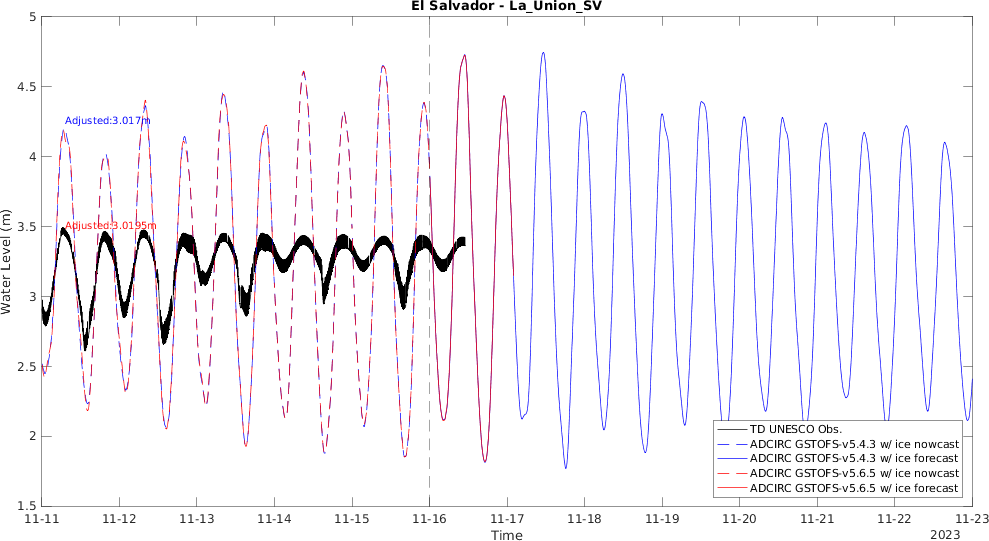 El Salvador - La_Union_SV
5
4.5
4
3.5
3
2.5
2
1.5
Water Level (m)
Adjusted:3.017m
Adjusted:3.0195m
TD UNESCO Obs.
ADCIRC GSTOFS-v5.4.3 w/ ice nowcast
ADCIRC GSTOFS-v5.4.3 w/ ice forecast
ADCIRC GSTOFS-v5.6.5 w/ ice nowcast
ADCIRC GSTOFS-v5.6.5 w/ ice forecast
11-11 11-12 11-13 11-14 11-15 11-16 11-17 11-18 11-19 11-20 11-21 11-22 11-23
Time
2023